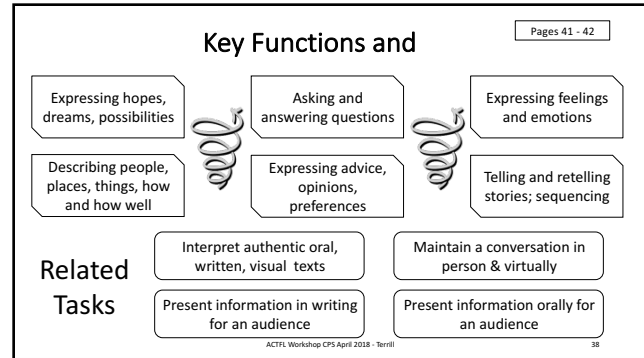 Key Functions and
Pages 41 - 42
Expressing hopes,
dreams, possibilities
Asking and
answering questions
Expressing feelings
and emotions
Describing people,
places, things, how
and how well
Expressing advice,
opinions,
preferences
Telling and retelling
stories; sequencing
Related
Tasks
Interpret authentic oral,
written, visual texts
Maintain a conversation in
person & virtually
Present information in writing
for an audience
Present information orally for
an audience
ACTFL Workshop CPS April 2018 - Terrill
38